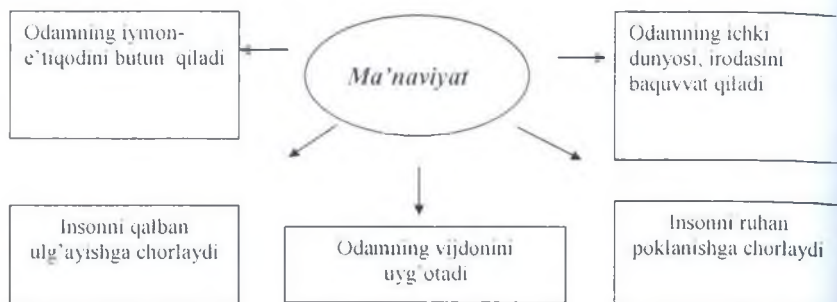 Odamning iymon-
e'tiqodini butun qiladi
Ma'naviyat
Odamning ichki
dunyosi, irodasini
baquvvat qiladi
Insonni qalban
ulg'ayishga chorlaydi
Odamning vijdonini
uyg'otadi
Insonni ruhan
poklanishga chorlaydi